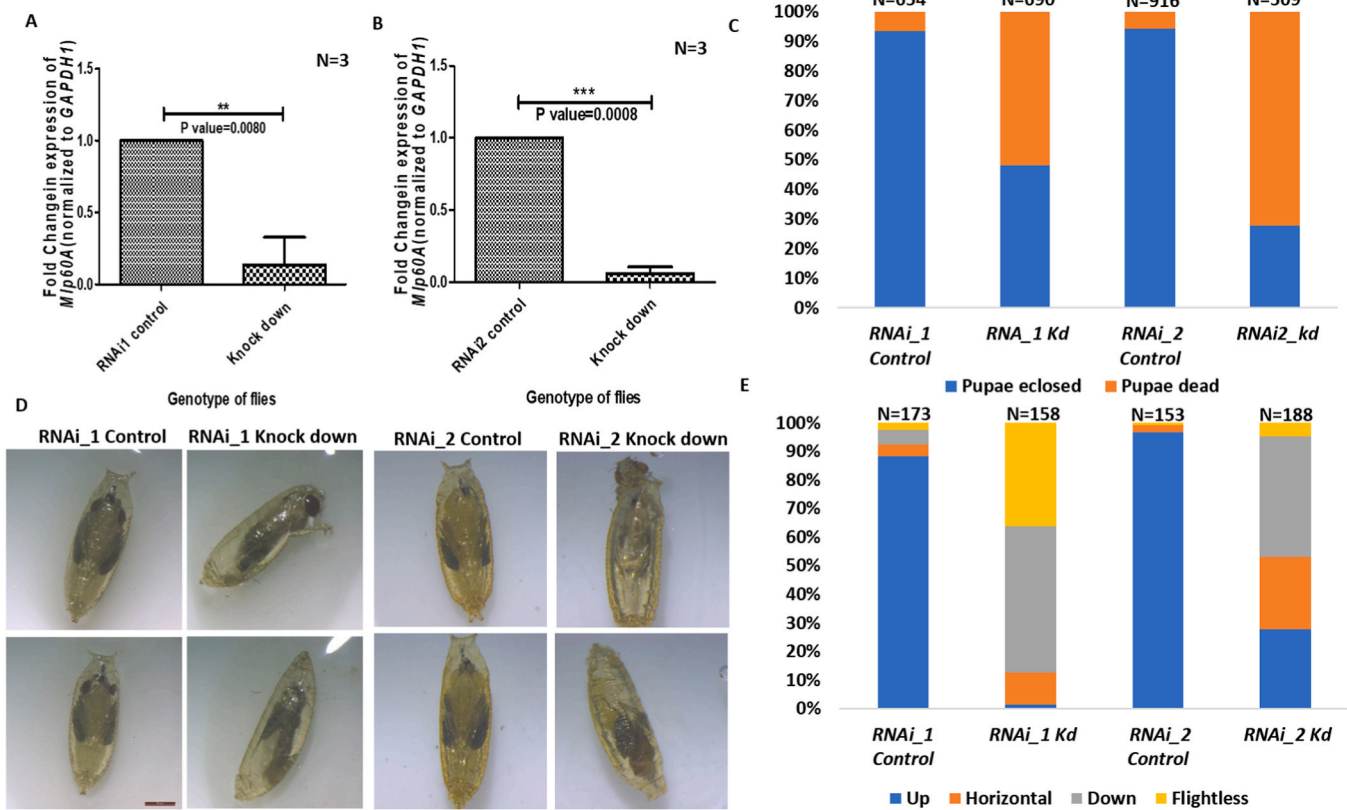 A
N=3
Fold Changein expression of
Mlp60A(normalized to GAPDH1)
1.5
1.0
0.5
0.0
**
P value=0.0080
RNAi1 control
Knock down
Genotype of flies
B
N=3
Fold Changein expression of
Mlp60A(normalized to GAPDH1)
1.5
1.0
0.5
0.0
***
P value=0.0008
RNAi2 control
Knock down
Genotype of flies
C
100%
90%
80%
70%
60%
50%
40%
30%
20%
10%
0%
N=916
RNAi_1
Control
RNA_1 Kd
RNAi_2
Control
RNAi2_kd
Pupae eclosed
Pupae dead
D
RNAi_1 Control
RNAi_1 Knock down
RNAi_2 Control
RNAi_2 Knock down
E
N=173
N=158
N=153
N=188
100%
90%
80%
70%
60%
50%
40%
30%
20%
10%
0%
RNAi_1
Control
RNAi_1 Kd
RNAi_2
Control
RNAi_2 Kd
Up
Horizontal
Down
Flightless